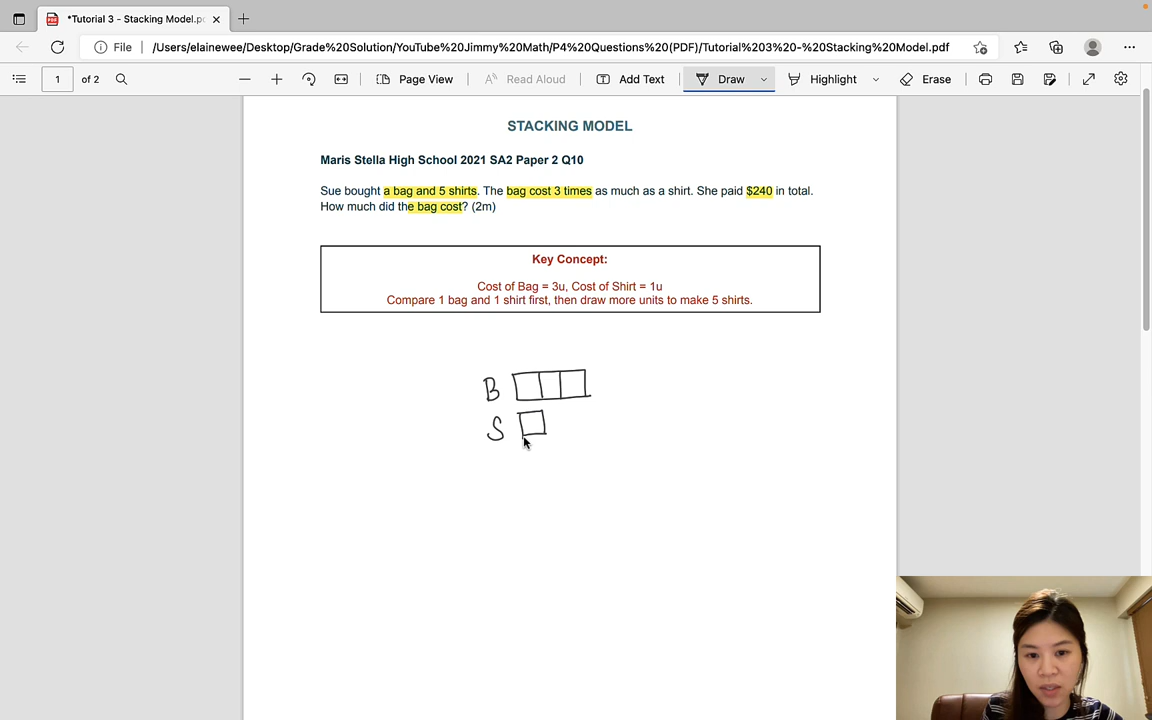 *Tutorial 3 - Stacking Model.pd
File /Users/elainewee/Desktop/Grade%20Solution/YouTube%20Jimmy%20Math/P4%20Questions%20(PDF)/Tutorial%203%20-%20Stacking%20Model.pdf
1 of 2 Page View Read Aloud Add Text Draw Highlight Erase
STACKING MODEL
Maris Stella High School 2021 SA2 Paper 2 Q10
Sue bought a bag and 5 shirts. The bag cost 3 times as much as a shirt. She paid $240 in total.
How much did the bag cost? (2m)
Key Concept:
Cost of Bag = 3u, Cost of Shirt = 1u
Compare 1 bag and 1 shirt first, then draw more units to make 5 shirts.
B
S